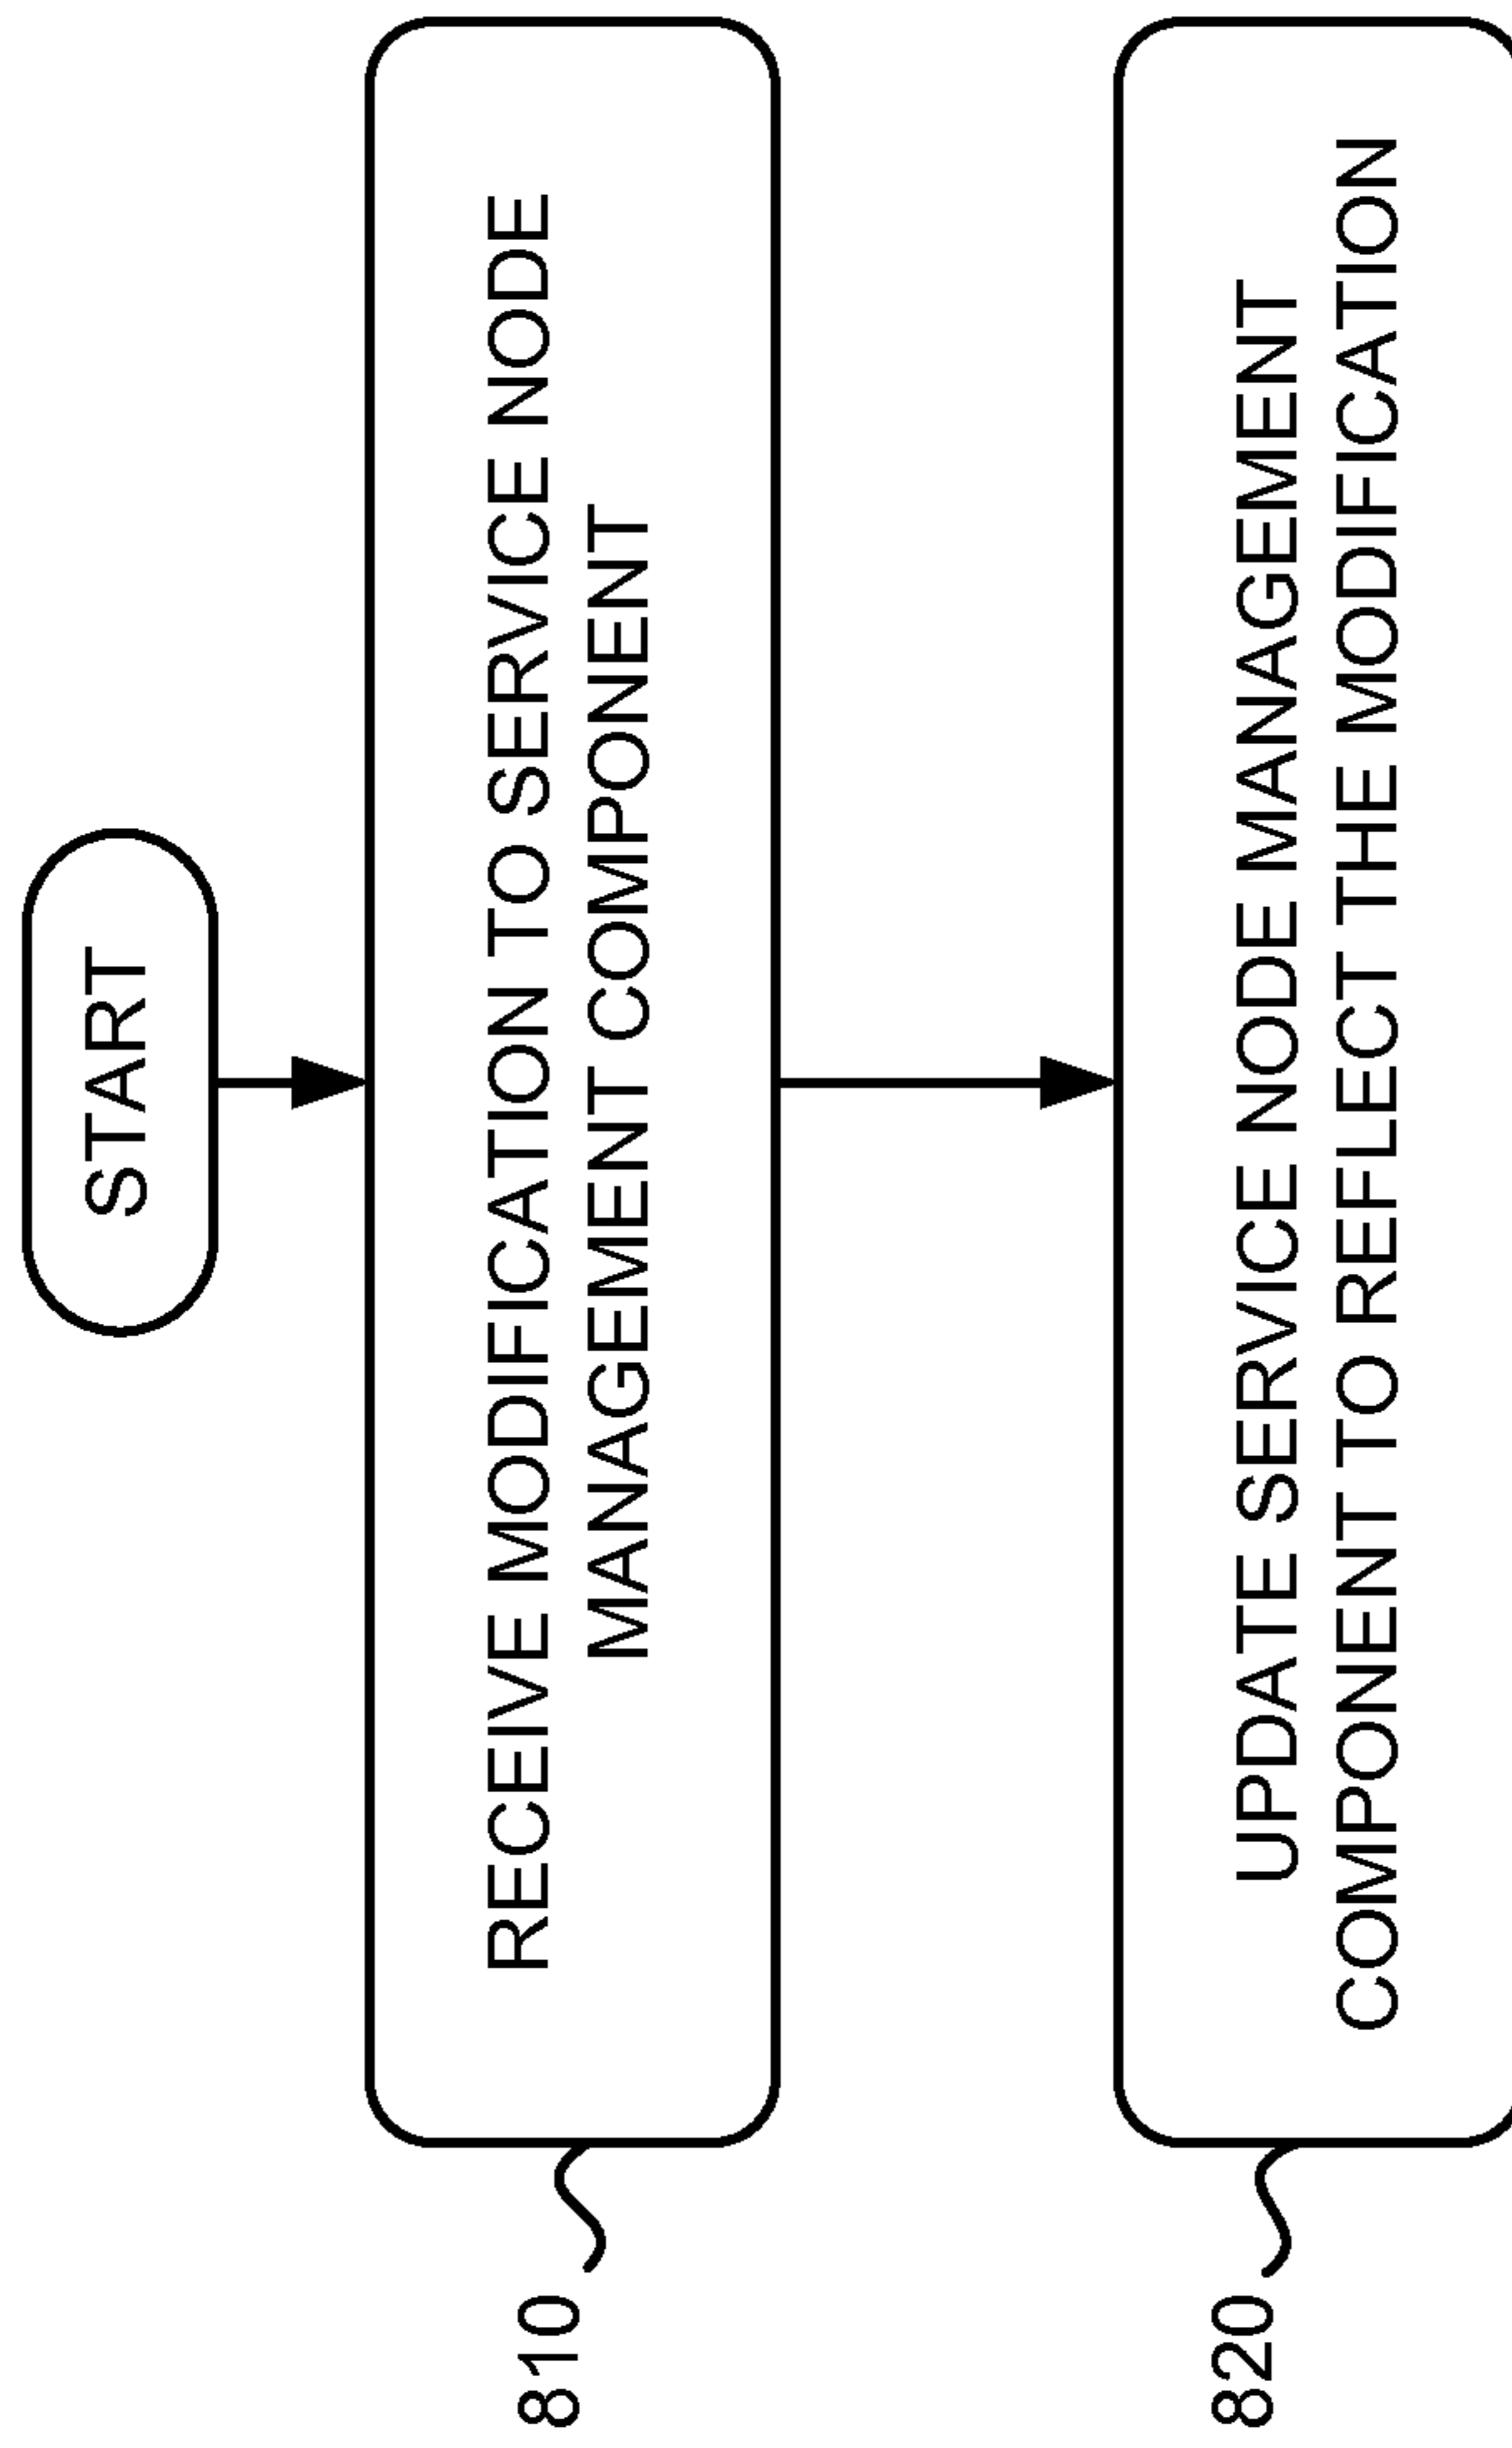 START
810
RECEIVE MODIFICATION TO SERVICE NODE
MANAGEMENT COMPONENT
820
UPDATE SERVICE NODE MANAGEMENT
COMPONENT TO REFLECT THE MODIFICATION